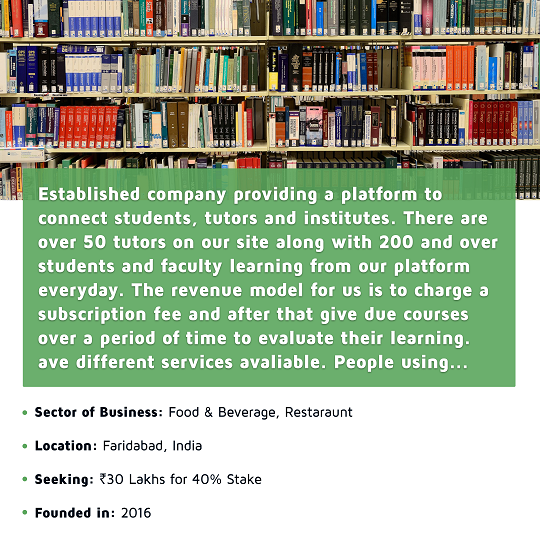 Established company providing a platform to
connect students, tutors and institutes. There are
over 50 tutors on our site along with 200 and over
students and faculty learning from our platform
everyday. The revenue model for us is to charge a
subscription fee and after that give due courses
over a period of time to evaluate their learning.
ave different services avaliable. People using...
• Sector of Business: Food & Beverage, Restaraunt
• Location: Faridabad, India
• Seeking: ₹30 Lakhs for 40% Stake
• Founded in: 2016